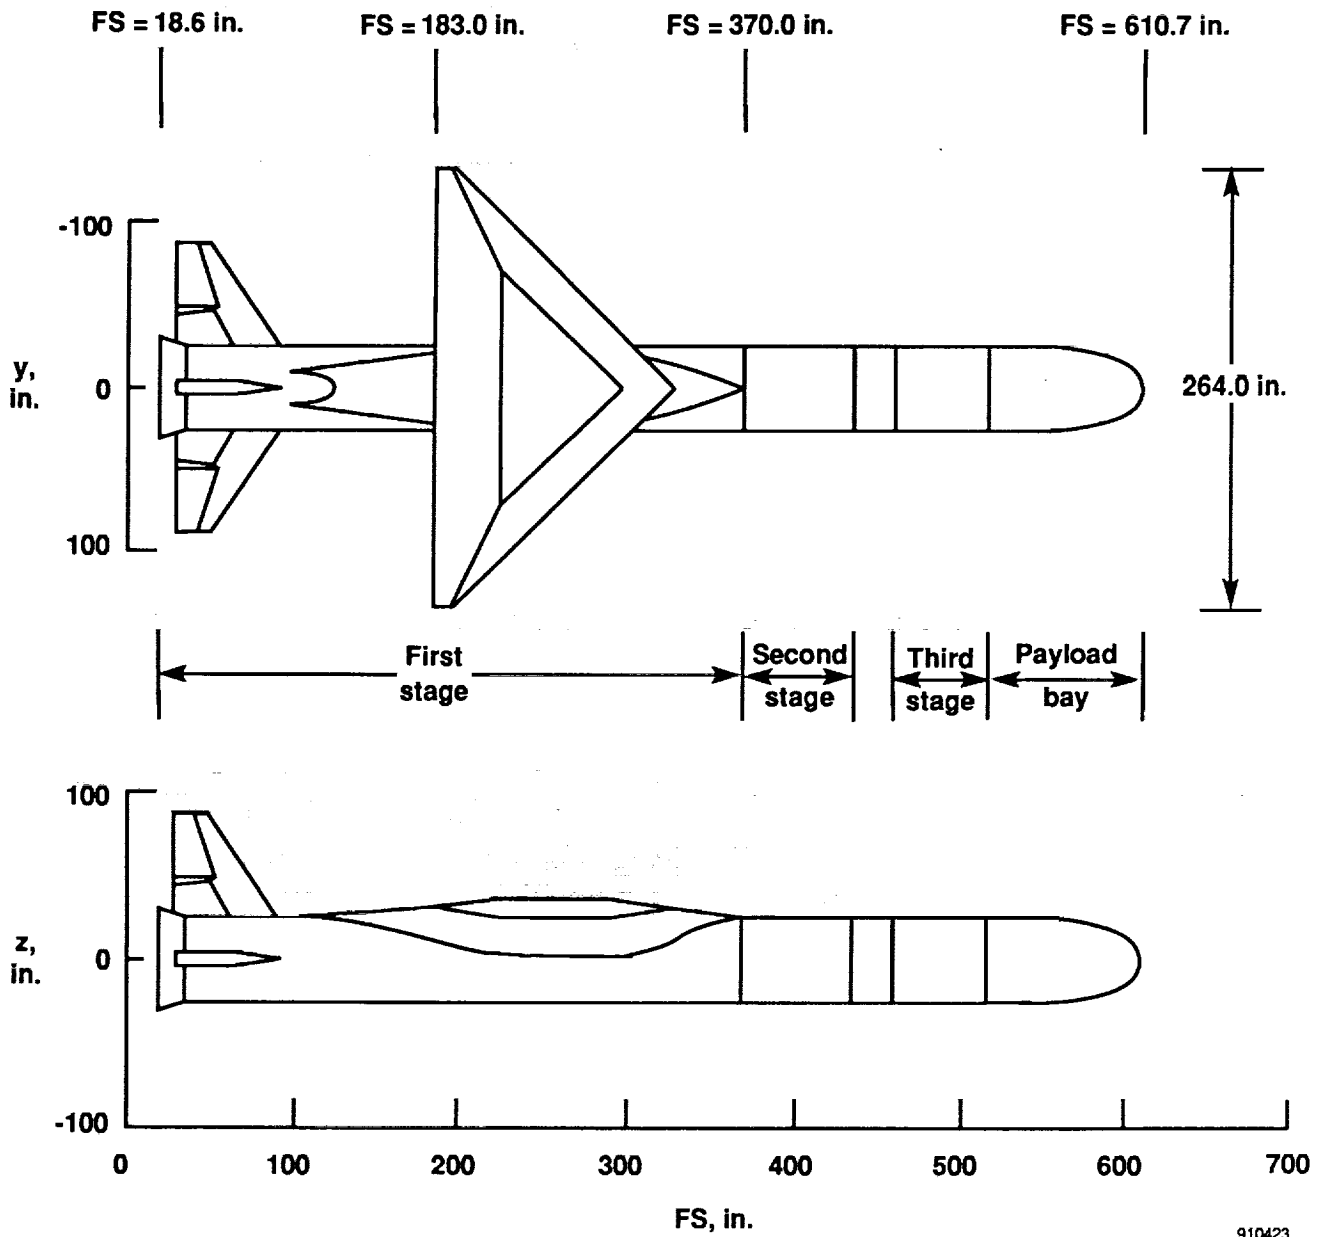 FS = 18.6 in.
FS = 183.0 in.
FS = 370.0 in.
FS = 610.7 in.
-100
y,
in.
0
100
264.0 in.
First
stage
Second
stage
Third
stage
Payload
bay
100
z,
in.
0
-100
0
100
200
300
400
500
600
700
FS, in.
910423